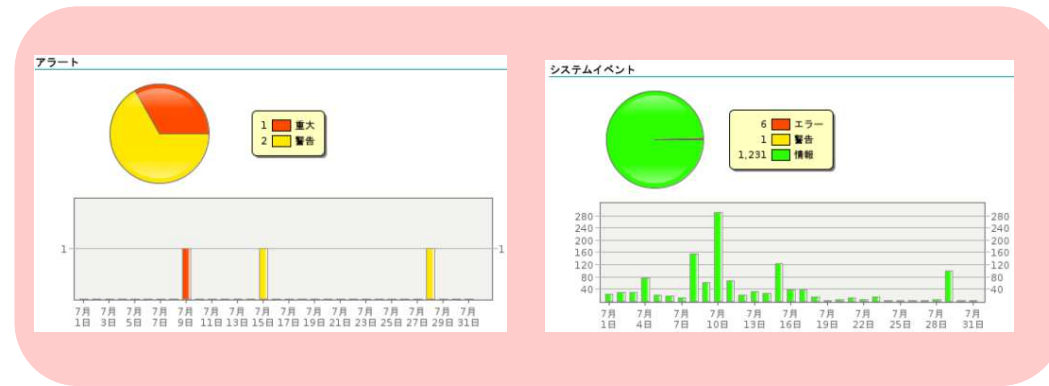 アラート
1 重大
2 警告
1 1
7月 7月 7月 7月 7月 7月 7月 7月 7月 7月 7月 7月 7月 7月 7月 7月
1日 3日 5日 7日 9日 11日 13日 15日 17日 19日 21日 23日 25日 27日 29日 31日
システムイベント
6 エラー
1 警告
1,231 情報
280 280
240 240
200 200
160 160
120 120
80 80
40 40
7月 7月 7月 7月 7月 7月 7月 7月 7月 7月 7月
1日 4日 7日 10日 13日 16日 19日 22日 25日 28日 31日